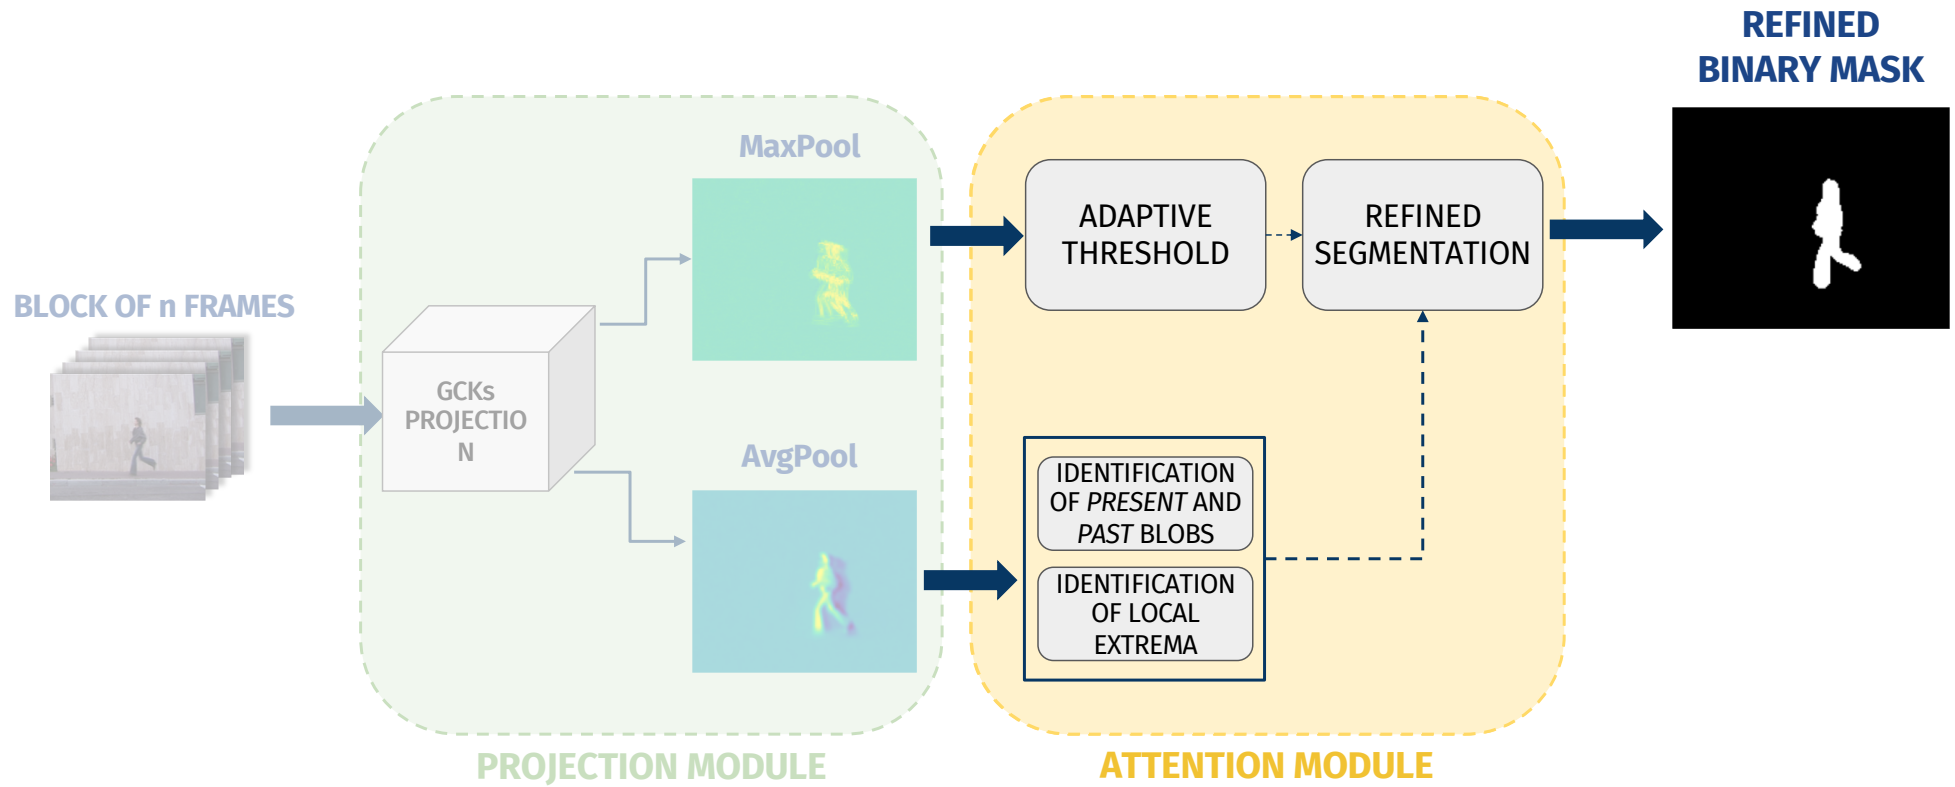 REFINED
BINARY MASK
MaxPool
ADAPTIVE
THRESHOLD
REFINED
SEGMENTATION
BLOCK OF n FRAMES
GCKs
PROJECTIO
N
AvgPool
IDENTIFICATION
OF PRESENT AND
PAST BLOBS
IDENTIFICATION
OF LOCAL
EXTREMA
PROJECTION MODULE
ATTENTION MODULE